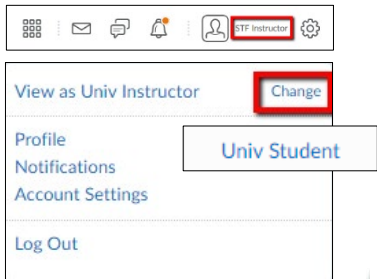 STF Instructor
View as Univ Instructor Change
Profile
Univ Student
Notifications
Account Settings
Log Out